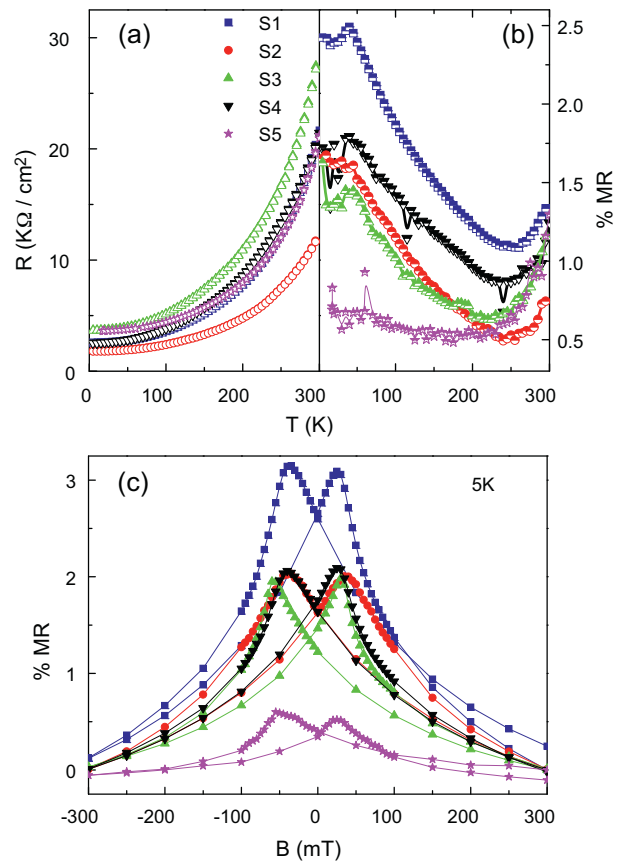 (a)
S1
S2
S3
S4
S5
(b)
30
20
10
0
R (KΩ / cm²)
2.5
2.0
1.5
1.0
0.5
% MR
0 100 200 300 100 200 300
T (K)
(c)
5K
3
2
1
0
% MR
-300 -200 -100 0 100 200 300
B (mT)